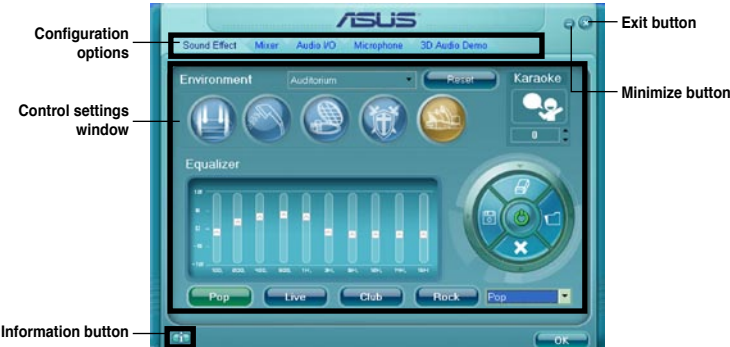 ASUS
Exit button
Configuration options
Sound Effect Mixer Audio I/O Microphone 3D Audio Demo
Minimize button
Environment Auditorium Reset Karaoke
Control settings window
0
Equalizer
Pop Live Club Rock Pop
Information button
OK